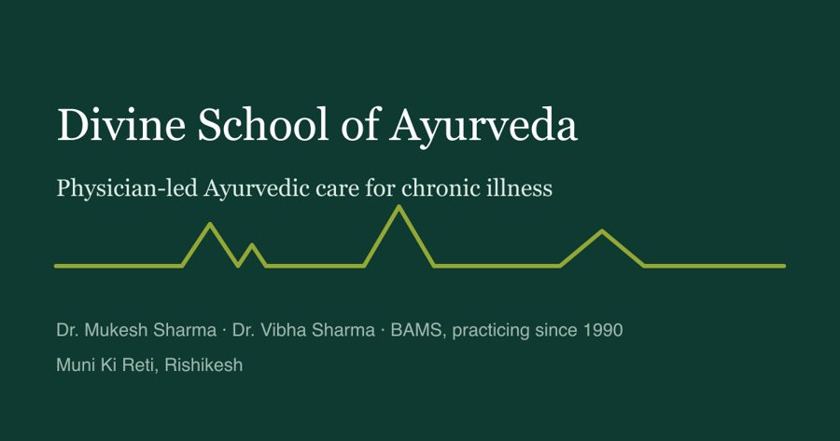 Divine School of Ayurveda
Physician-led Ayurvedic care for chronic illness
Dr. Mukesh Sharma · Dr. Vibha Sharma · BAMS, practicing since 1990
Muni Ki Reti, Rishikesh